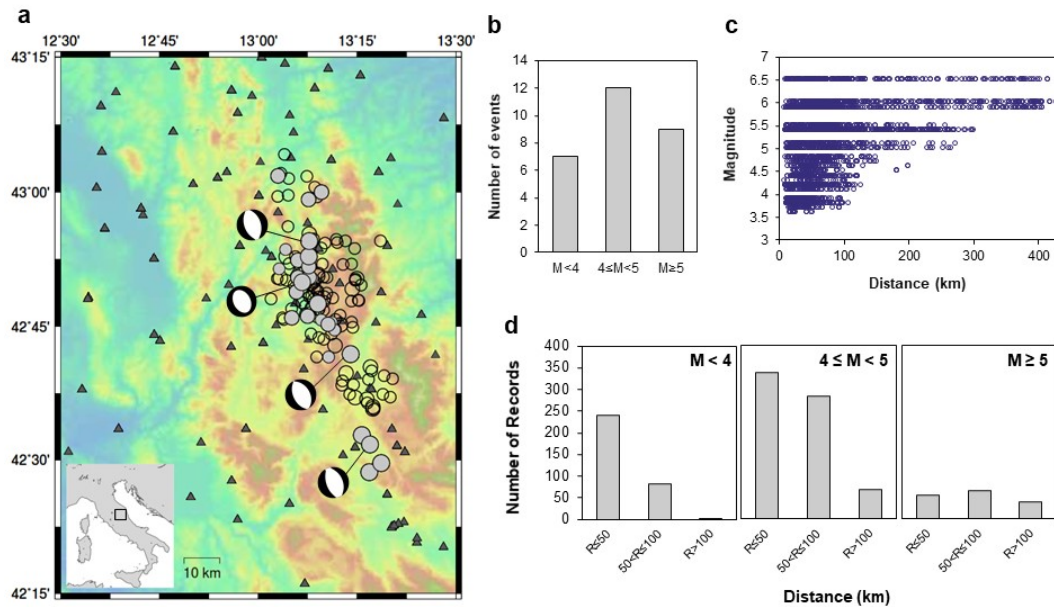 a
12˚30' 12˚45' 13˚00' 13˚15' 13˚30'
43˚15'
43˚00'
42˚45'
42˚30'
42˚15'
10 km
b
Number of events
14
12
10
8
6
4
2
0
M<4 4≤M<5 M≥5
c
Magnitude
7
6.5
6
5.5
5
4.5
4
3.5
3
0 100 200 300 400
Distance (km)
d
Number of Records
400
350
300
250
200
150
100
50
0
M < 4 4 ≤ M < 5 M ≥ 5
R≤50 50<R≤100 R>100 R≤50 50<R≤100 R>100 R≤50 50<R≤100 R>100
Distance (km)